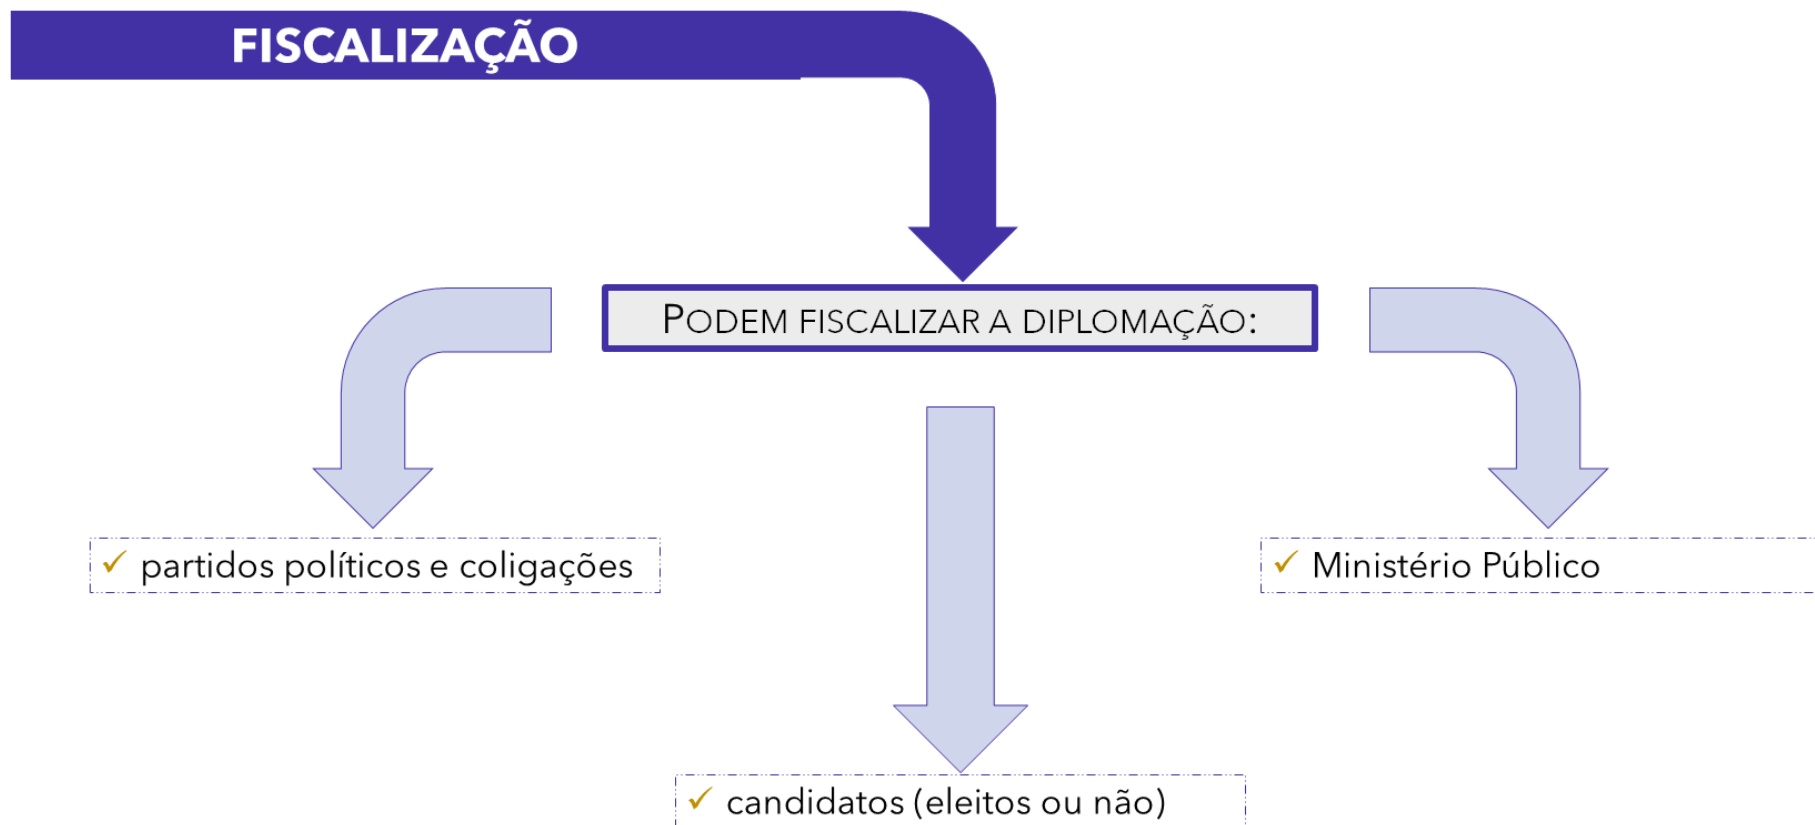 FISCALIZAÇÃO
PODEM FISCALIZAR A DIPLOMAÇÃO:
✓ partidos políticos e coligações
✓ Ministério Público
✓ candidatos (eleitos ou não)